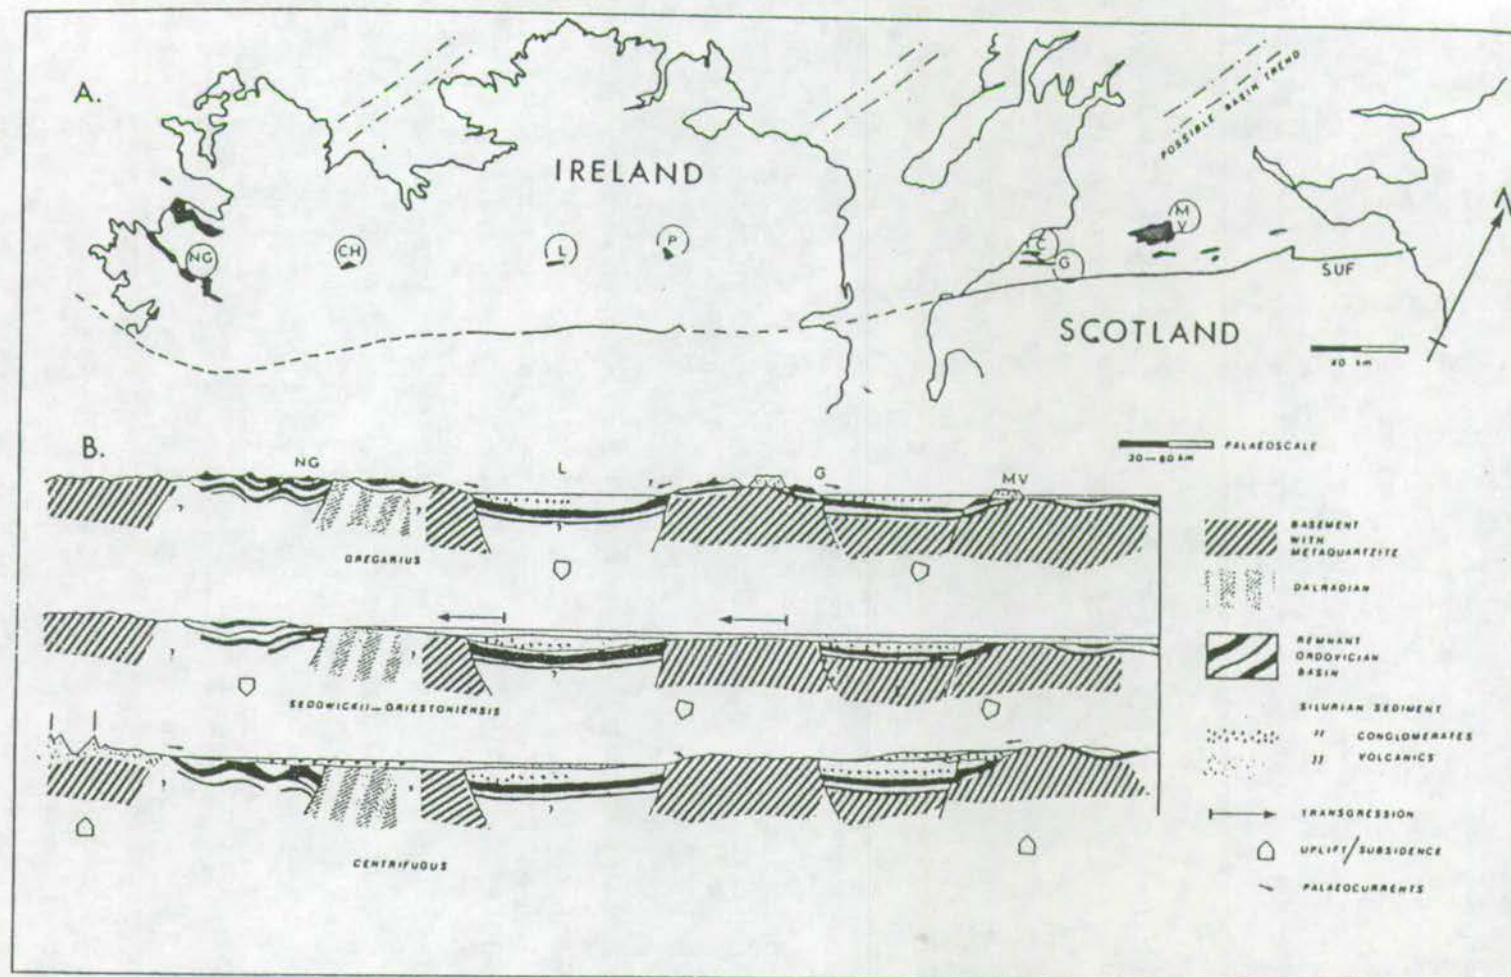 A.
IRELAND
POSSIBLE BASIN TREND
NG
CH
L
P
C
G
M
V
SUF
SCOTLAND
40 km
B.
PALAEOSCALE
20—60 km
NG
L
?
G
MV
?
?
?
GREGARIUS
?
?
?
SEDGWICKII—GRIESTONIENSIS
?
?
CENTRIFUGUS
BASEMENT
WITH
METAQUARTZITE
DALRADIAN
REMNANT
ORDOVICIAN
BASIN
SILURIAN SEDIMENT
" CONGLOMERATES
" VOLCANICS
TRANSGRESSION
UPLIFT/SUBSIDENCE
PALAEOCURRENTS